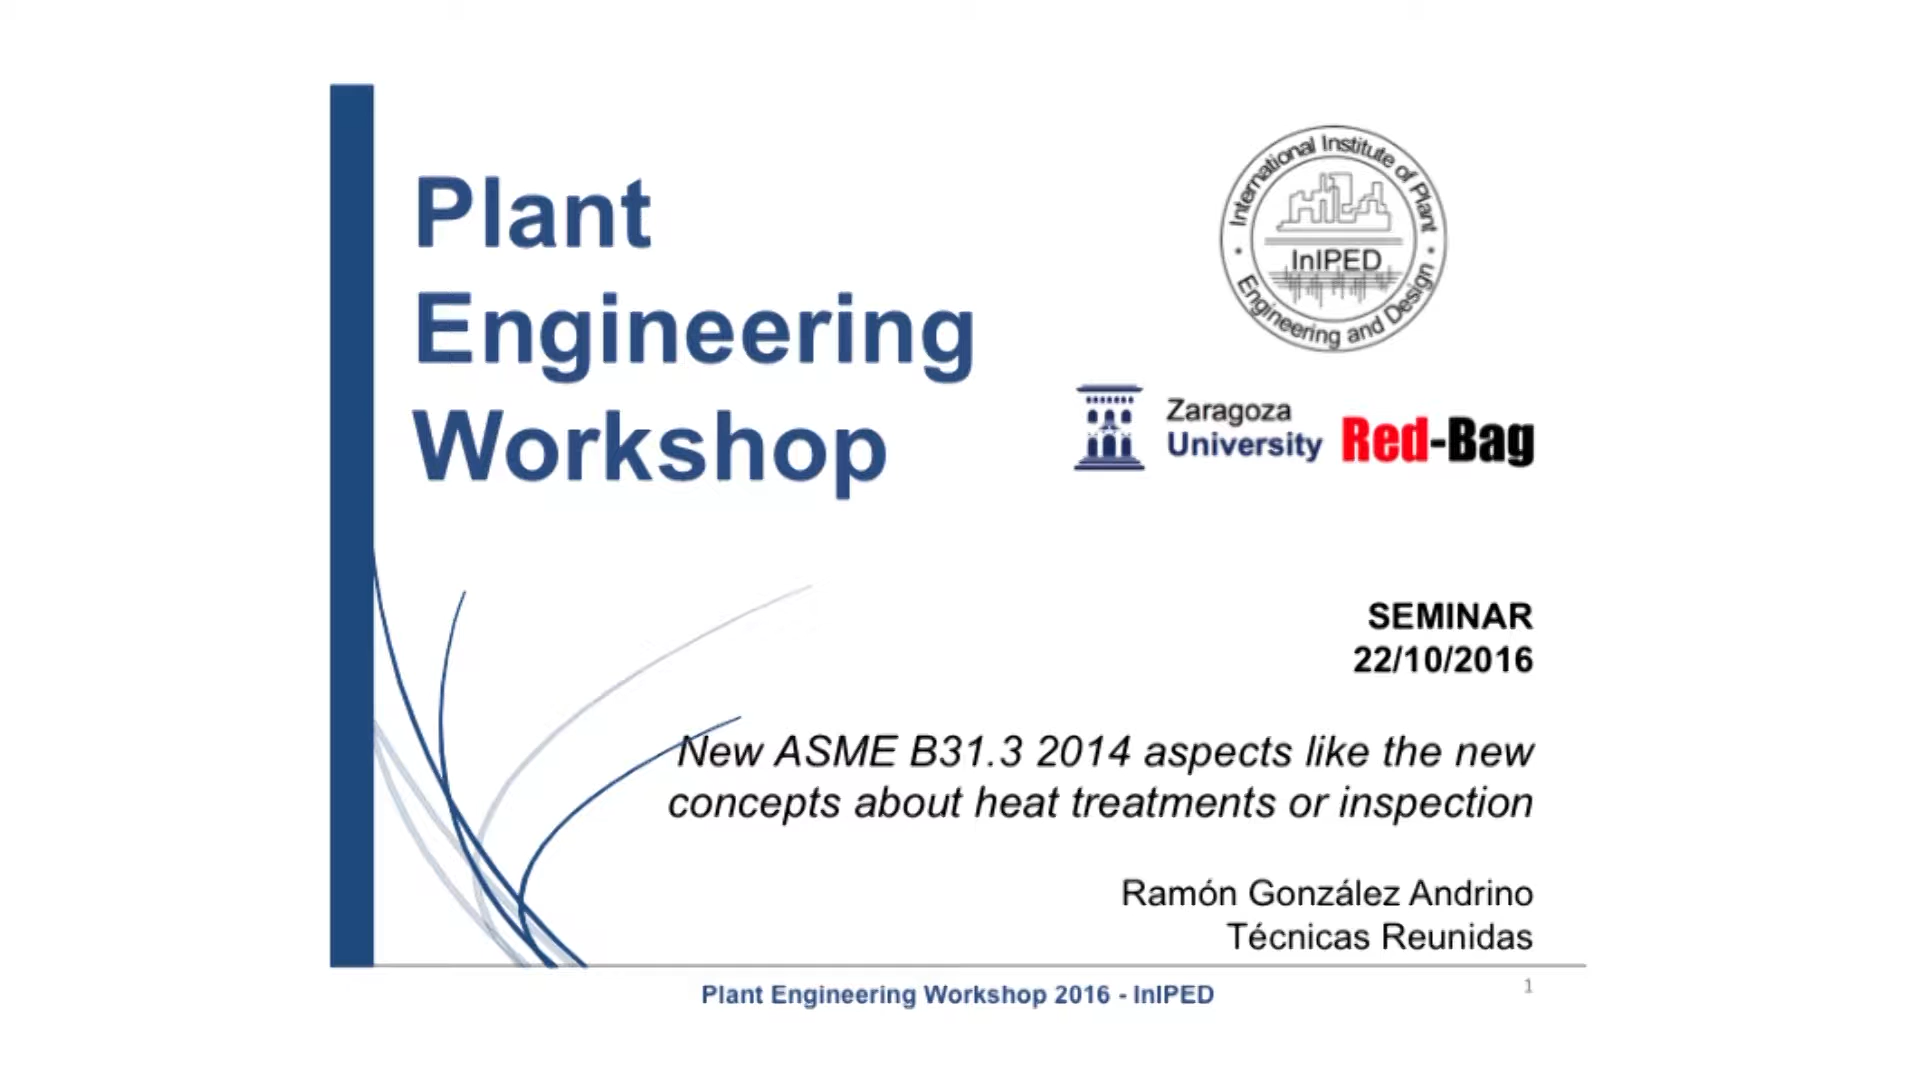 Plant
Engineering
Workshop
International Institute of Plant
InIPED
Engineering and Design
Zaragoza
University
Red-Bag
SEMINAR
22/10/2016
New ASME B31.3 2014 aspects like the new
concepts about heat treatments or inspection
Ramón González Andrino
Técnicas Reunidas
Plant Engineering Workshop 2016 - InIPED
1